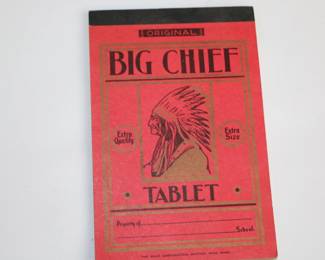 ORIGINAL
BIG CHIEF
Extra Quality
Extra Size
TABLET
Property of
School